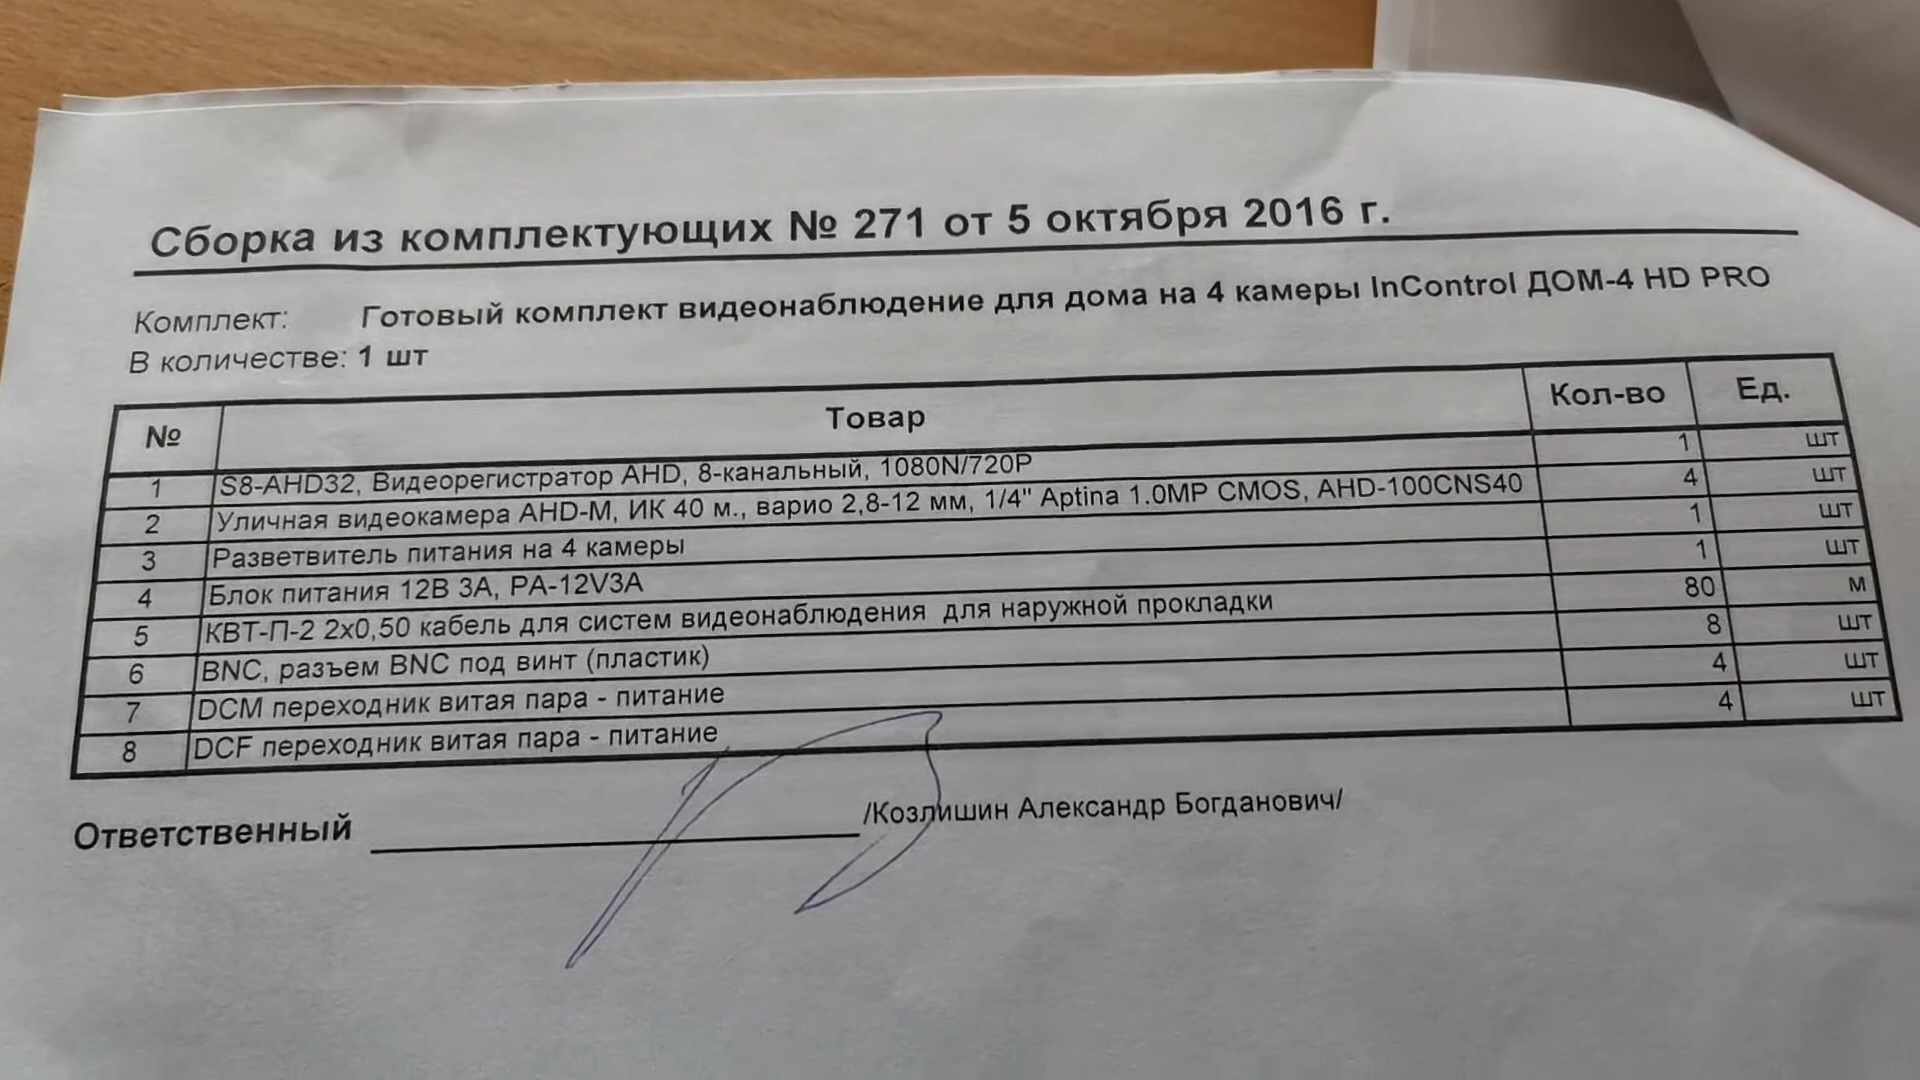 Сборка из комплектующих № 271 от 5 октября 2016 г.
Комплект: Готовый комплект видеонаблюдение для дома на 4 камеры InControl ДОМ-4 HD PRO
В количестве: 1 шт
№ Товар Кол-во Ед.
1 S8-AHD32, Видеорегистратор AHD, 8-канальный, 1080N/720P 1 шт
2 Уличная видеокамера AHD-M, ИК 40 м., варио 2,8-12 мм, 1/4" Aptina 1.0MP CMOS, AHD-100CNS40 4 шт
3 Разветвитель питания на 4 камеры 1 шт
4 Блок питания 12В 3А, PA-12V3A 1 шт
5 КВТ-П-2 2х0,50 кабель для систем видеонаблюдения для наружной прокладки 80 м
6 BNC, разъем BNC под винт (пластик) 8 шт
7 DCM переходник витая пара - питание 4 шт
8 DCF переходник витая пара - питание 4 шт
Ответственный /Козлишин Александр Богданович/